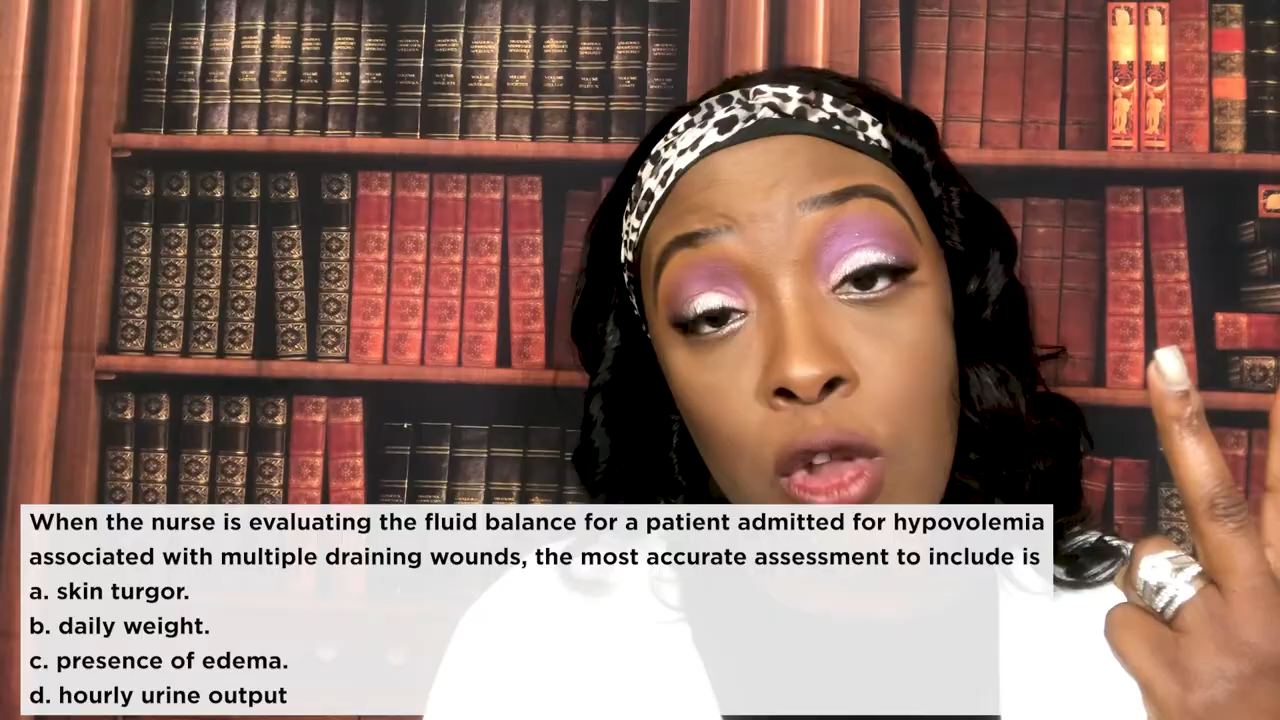 When the nurse is evaluating the fluid balance for a patient admitted for hypovolemia
associated with multiple draining wounds, the most accurate assessment to include is
a. skin turgor.
b. daily weight.
c. presence of edema.
d. hourly urine output